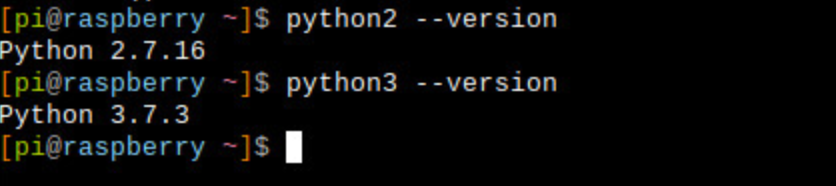 [pi@raspberry ~]$ python2 --version
Python 2.7.16
[pi@raspberry ~]$ python3 --version
Python 3.7.3
[pi@raspberry ~]$